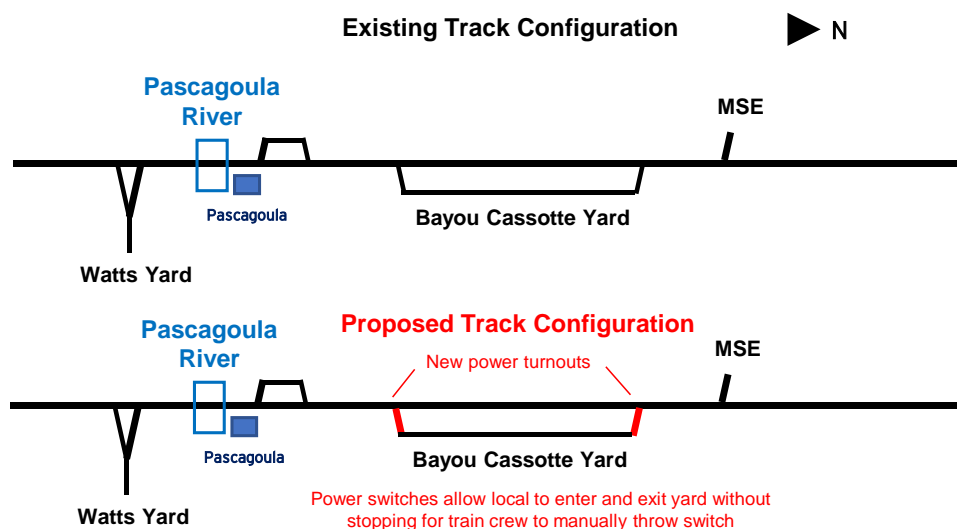 Existing Track Configuration
N
Pascagoula
River
MSE
Pascagoula
Bayou Cassotte Yard
Watts Yard
Proposed Track Configuration
Pascagoula
River
New power turnouts
MSE
Pascagoula
Bayou Cassotte Yard
Watts Yard
Power switches allow local to enter and exit yard without
stopping for train crew to manually throw switch